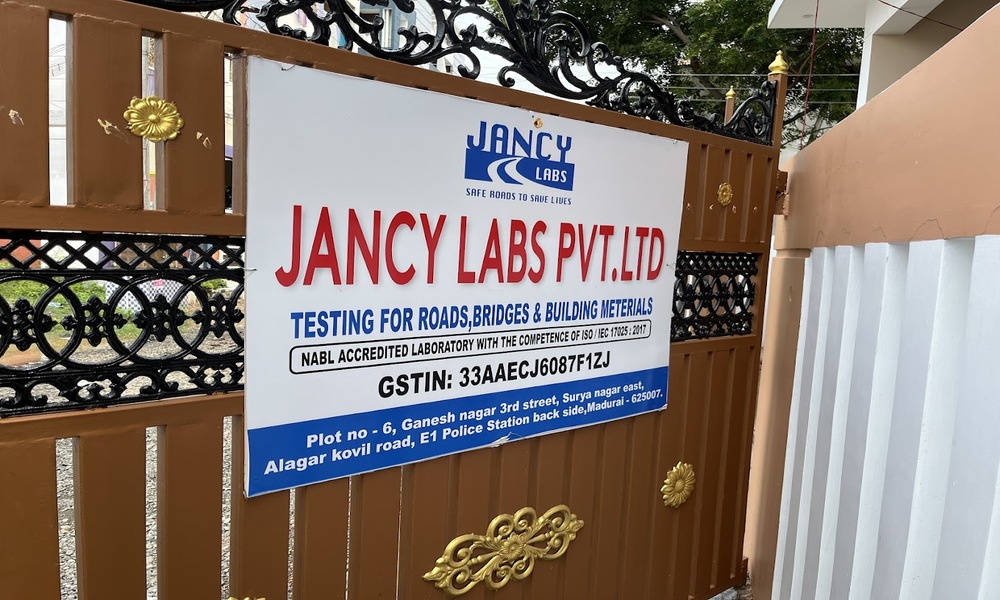 JANCY
LABS
SAFE ROADS TO SAVE LIVES
JANCY LABS PVT.LTD
TESTING FOR ROADS,BRIDGES & BUILDING METERIALS
NABL ACCREDITED LABORATORY WITH THE COMPETENCE OF ISO / IEC 17025 : 2017
GSTIN: 33AAECJ6087F1ZJ
Plot no - 6, Ganesh nagar 3rd street, Surya nagar east,
Alagar kovil road, E1 Police Station back side,Madurai - 625007.